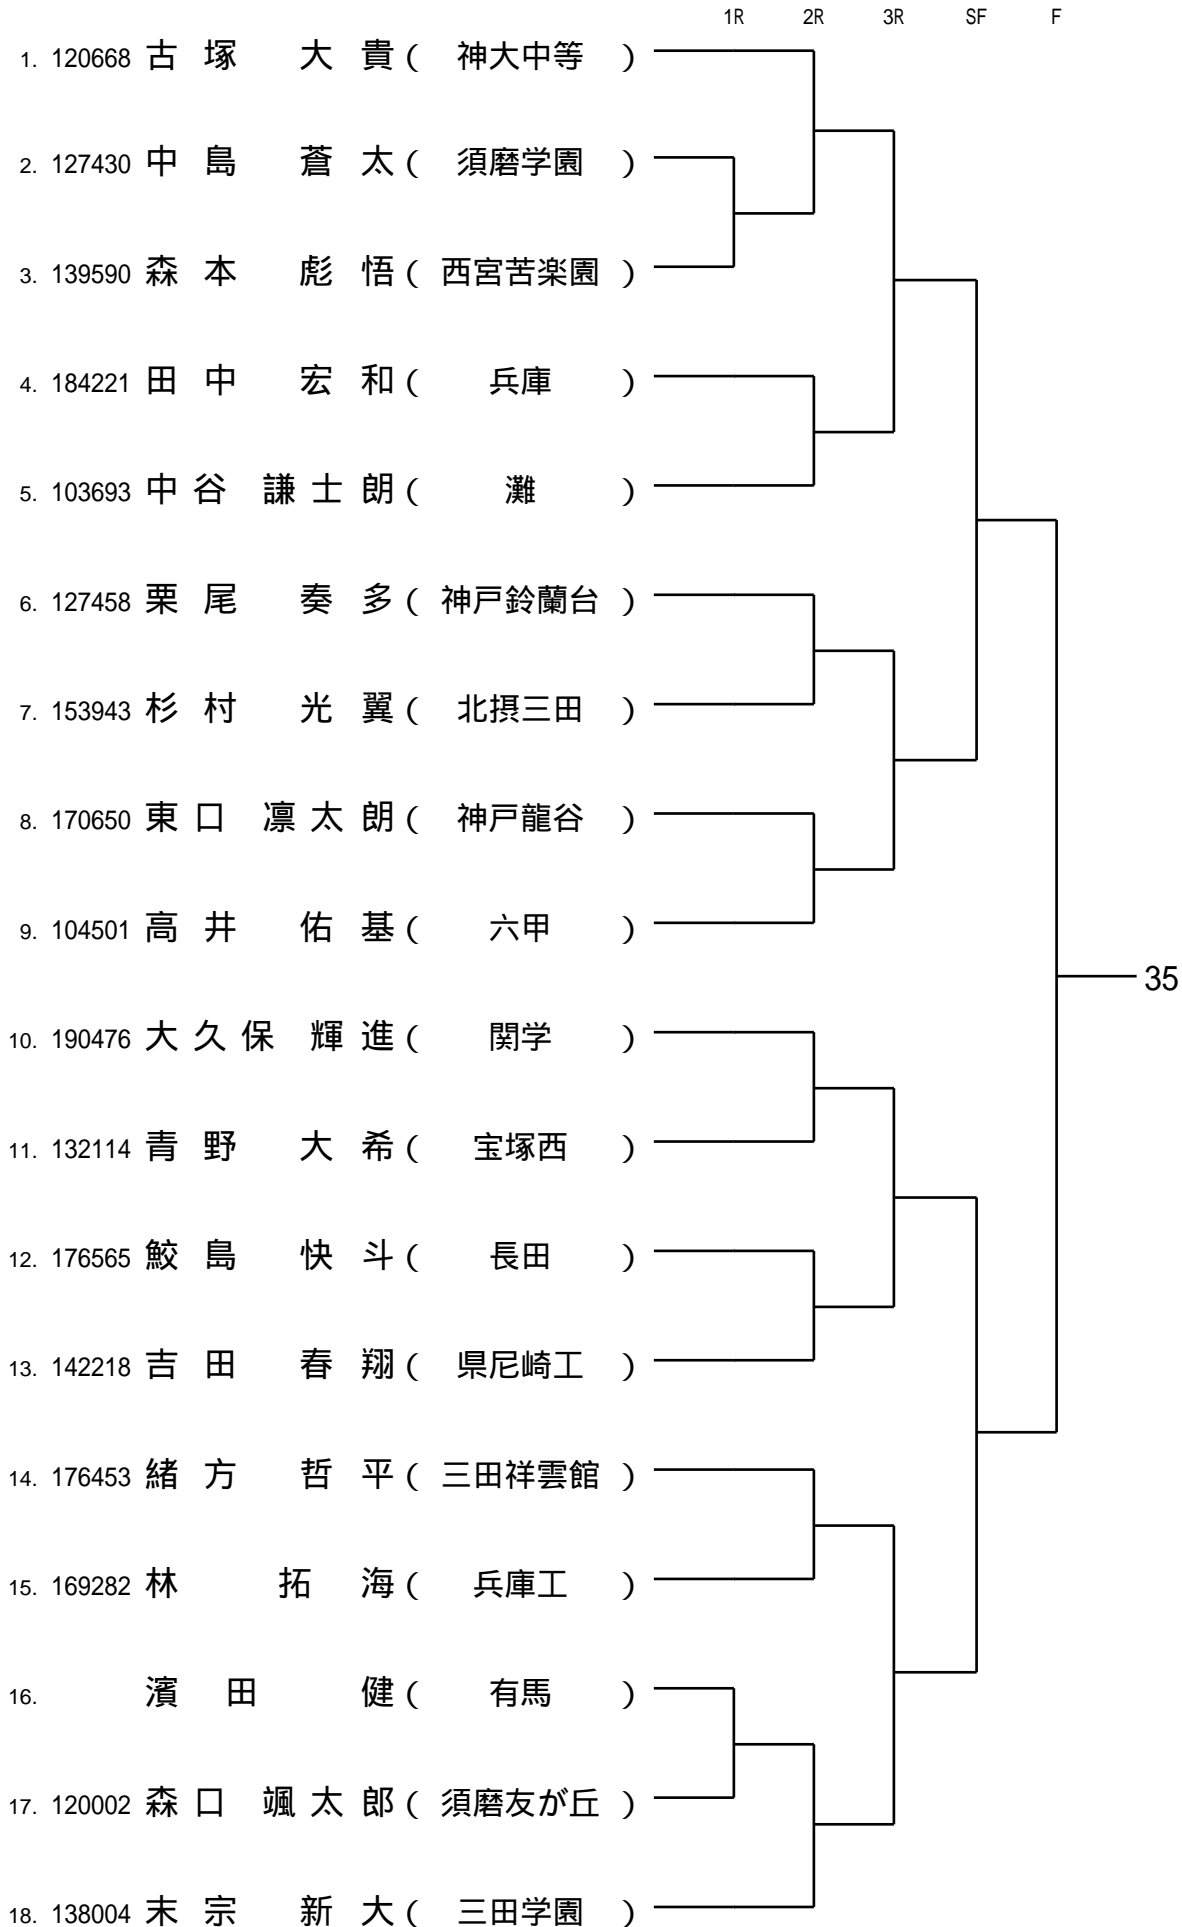 1R 2R 3R SF F
1. 120668 古塚 大貴 ( 神大中等 )
2. 127430 中島 蒼太 ( 須磨学園 )
3. 139590 森本 彪悟 ( 西宮苦楽園 )
4. 184221 田中 宏和 ( 兵庫 )
5. 103693 中谷 謙士朗 ( 灘 )
6. 127458 栗尾 奏多 ( 神戸鈴蘭台 )
7. 153943 杉村 光翼 ( 北摂三田 )
8. 170650 東口 凛太朗 ( 神戸龍谷 )
9. 104501 高井 佑基 ( 六甲 )
35
10. 190476 大久保 輝進 ( 関学 )
11. 132114 青野 大希 ( 宝塚西 )
12. 176565 鮫島 快斗 ( 長田 )
13. 142218 吉田 春翔 ( 県尼崎工 )
14. 176453 緒方 哲平 ( 三田祥雲館 )
15. 169282 林 拓海 ( 兵庫工 )
16. 濱田 健 ( 有馬 )
17. 120002 森口 颯太郎 ( 須磨友が丘 )
18. 138004 末宗 新大 ( 三田学園 )